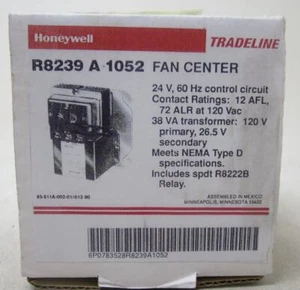 Honeywell
TRADELINE
R8239 A 1052 FAN CENTER
24 V, 60 Hz control circuit
Contact Ratings: 12 AFL,
72 ALR at 120 Vac
38 VA transformer: 120 V
primary, 26.5 V
secondary
Meets NEMA Type D
specifications.
Includes spdt R8222B
Relay.
ASSEMBLED IN MEXICO
MINNEAPOLIS, MINNESOTA
6P0783528R8239A1052